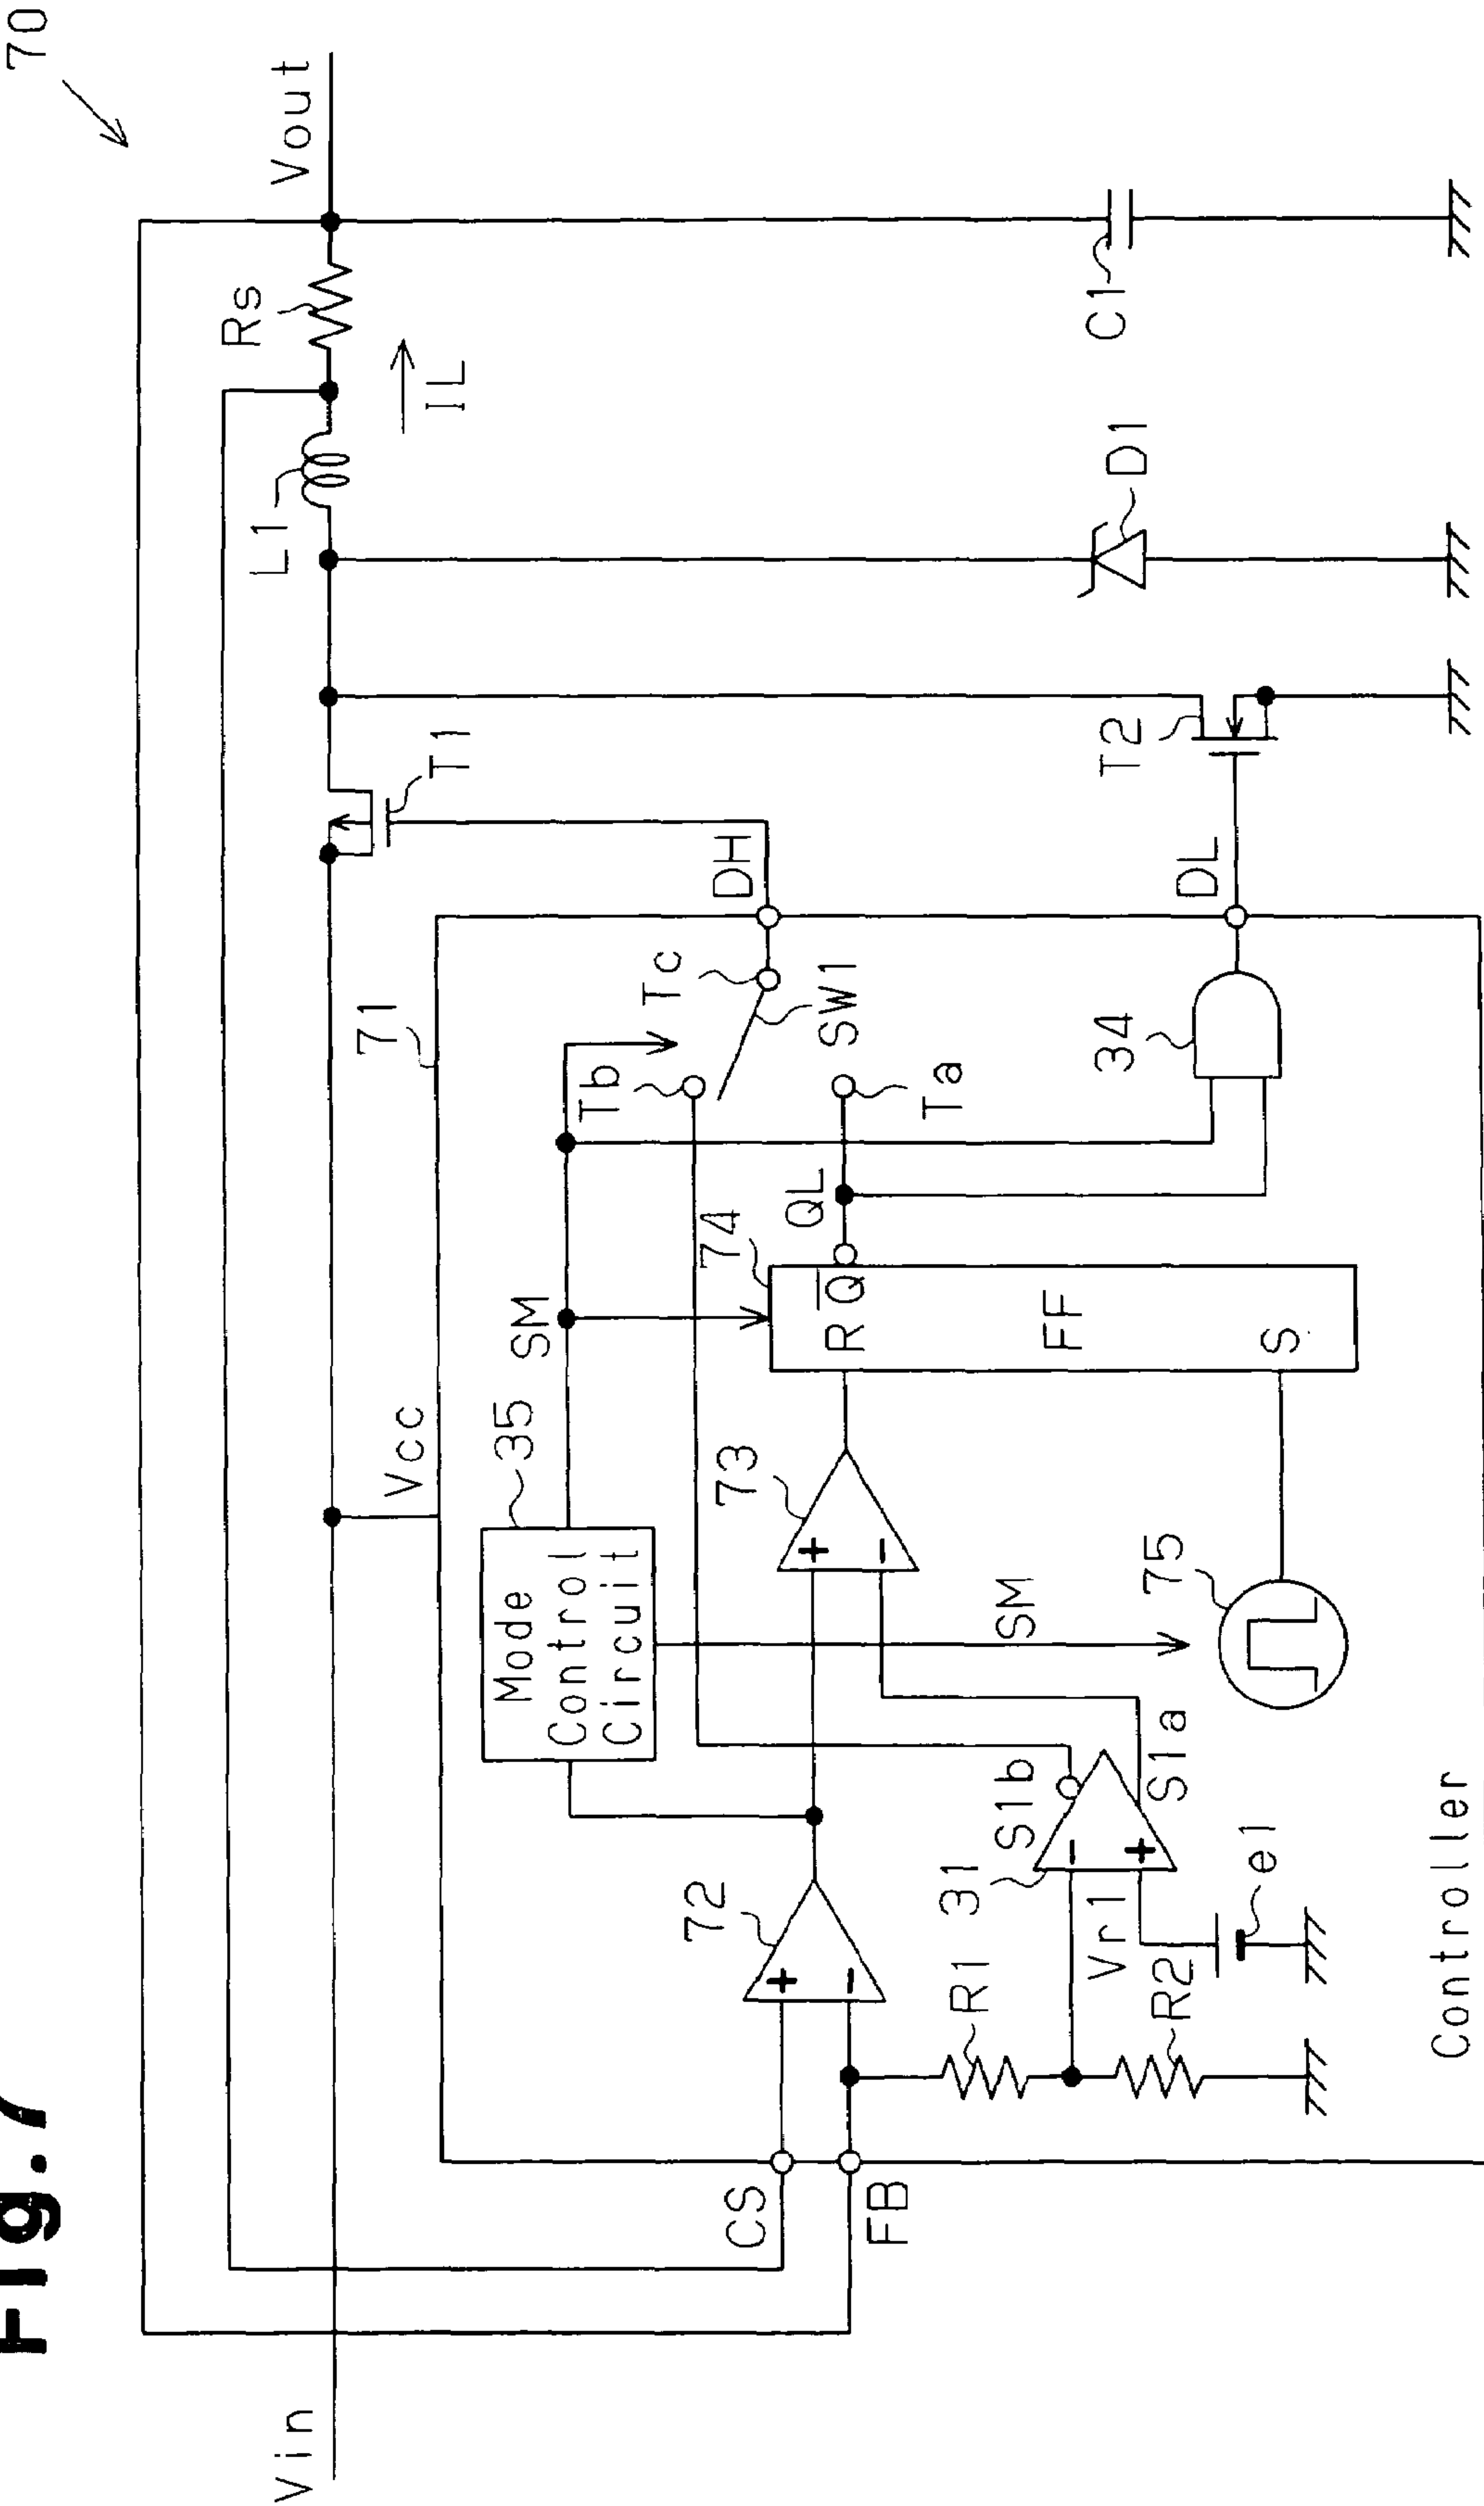 Fig.7
70
Vin
Vout
L1
Rs
IL
T1
Vcc
71
Mode
Control
Circuit
35
SM
Tb
Tc
DH
CS
72
73
74
QL
SW1
Ta
FB
R
Q
FF
S
SM
R1
31
S1b
75
34
DL
T2
D1
C1
Vr1
R2
S1a
e1
Controller